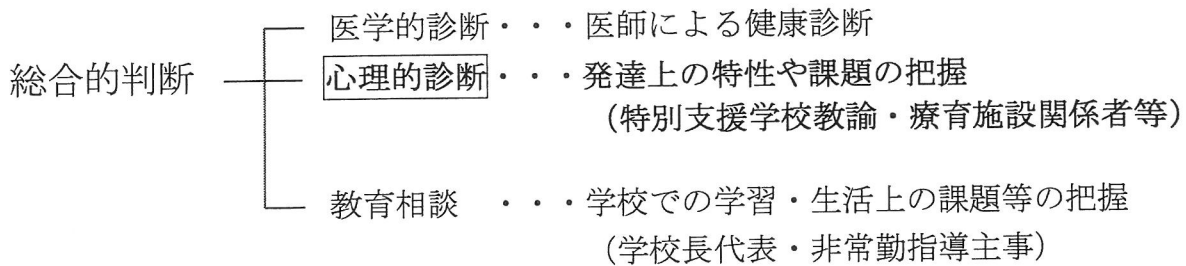 医学的診断・・・医師による健康診断
総合的判断 心理的診断・・・発達上の特性や課題の把握
(特別支援学校教諭・療育施設関係者等)
教育相談 ・・・学校での学習・生活上の課題等の把握
(学校長代表・非常勤指導主事)